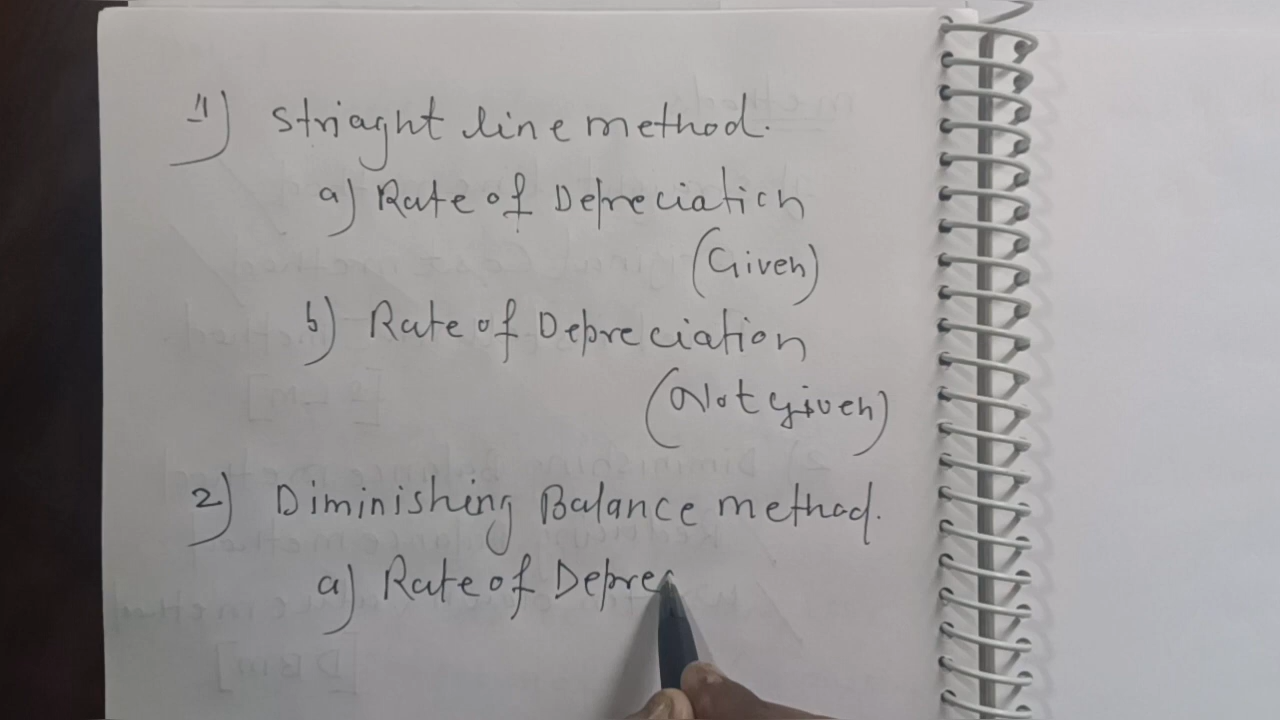 1) Striaght line method.
a) Rate of Depreciation
(Given)
b) Rate of Depreciation
(Not given)
2) Diminishing Balance method.
a) Rate of Depre